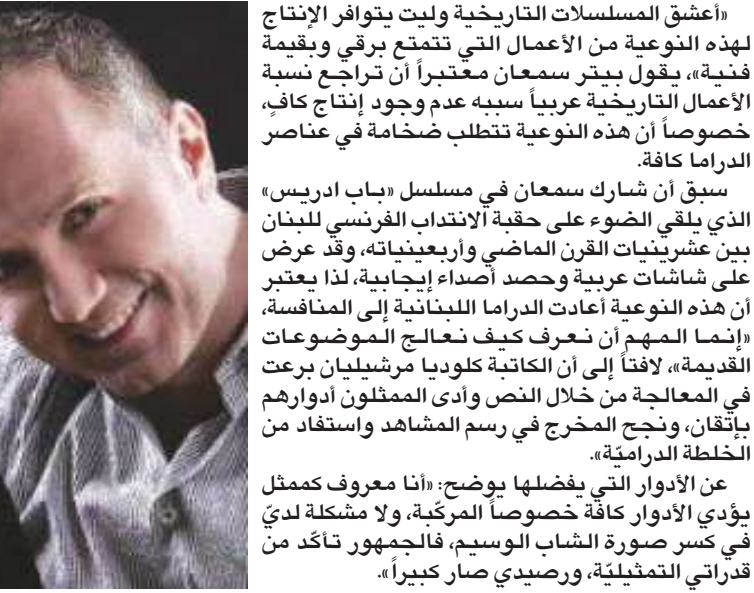 «أعشق المسلسلات التاريخية وليت يتوافر الإنتاج
لهذه النوعية من الأعمال التي تتمتع برقي وبقيمة
فنية»، يقول بيتر سمعان معتبراً أن تراجع نسبة
الأعمال التاريخية عربياً سببه عدم وجود إنتاج كافٍ،
خصوصاً أن هذه النوعية تتطلب ضخامة في عناصر
الدراما كافة.
سبق أن شارك سمعان في مسلسل «باب ادريس»
الذي يلقي الضوء على حقبة الانتداب الفرنسي للبنان
بين عشرينيات القرن الماضي وأربعينياته، وقد عرض
على شاشات عربية وحصد أصداء إيجابية، لذا يعتبر
أن هذه النوعية أعادت الدراما اللبنانية إلى المنافسة،
«إنما المهم أن نعرف كيف نعالج الموضوعات
القديمة»، لافتاً إلى أن الكاتبة كلوديا مرشيليان برعت
في المعالجة من خلال النص وأدى الممثلون أدوارهم
بإتقان، ونجح المخرج في رسم المشاهد واستفاد من
الخلطة الدراميّة».
عن الأدوار التي يفضلها يوضح: «أنا معروف كممثل
يؤدي الأدوار كافة خصوصاً المركّبة، ولا مشكلة لديّ
في كسر صورة الشاب الوسيم، فالجمهور تأكّد من
قدراتي التمثيليّة، ورصيدي صار كبيراً».